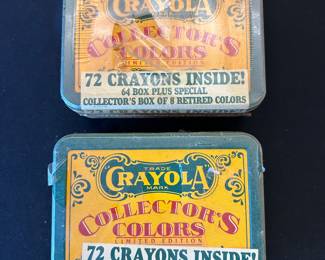 CRAYOLA
COLLECTOR'S
COLORS
LIMITED EDITION
72 CRAYONS INSIDE!
64 BOX PLUS SPECIAL
COLLECTOR'S BOX OF 8 RETIRED COLORS
TRADE
CRAYOLA
MARK
COLLECTOR'S
COLORS
LIMITED EDITION
72 CRAYONS INSIDE!